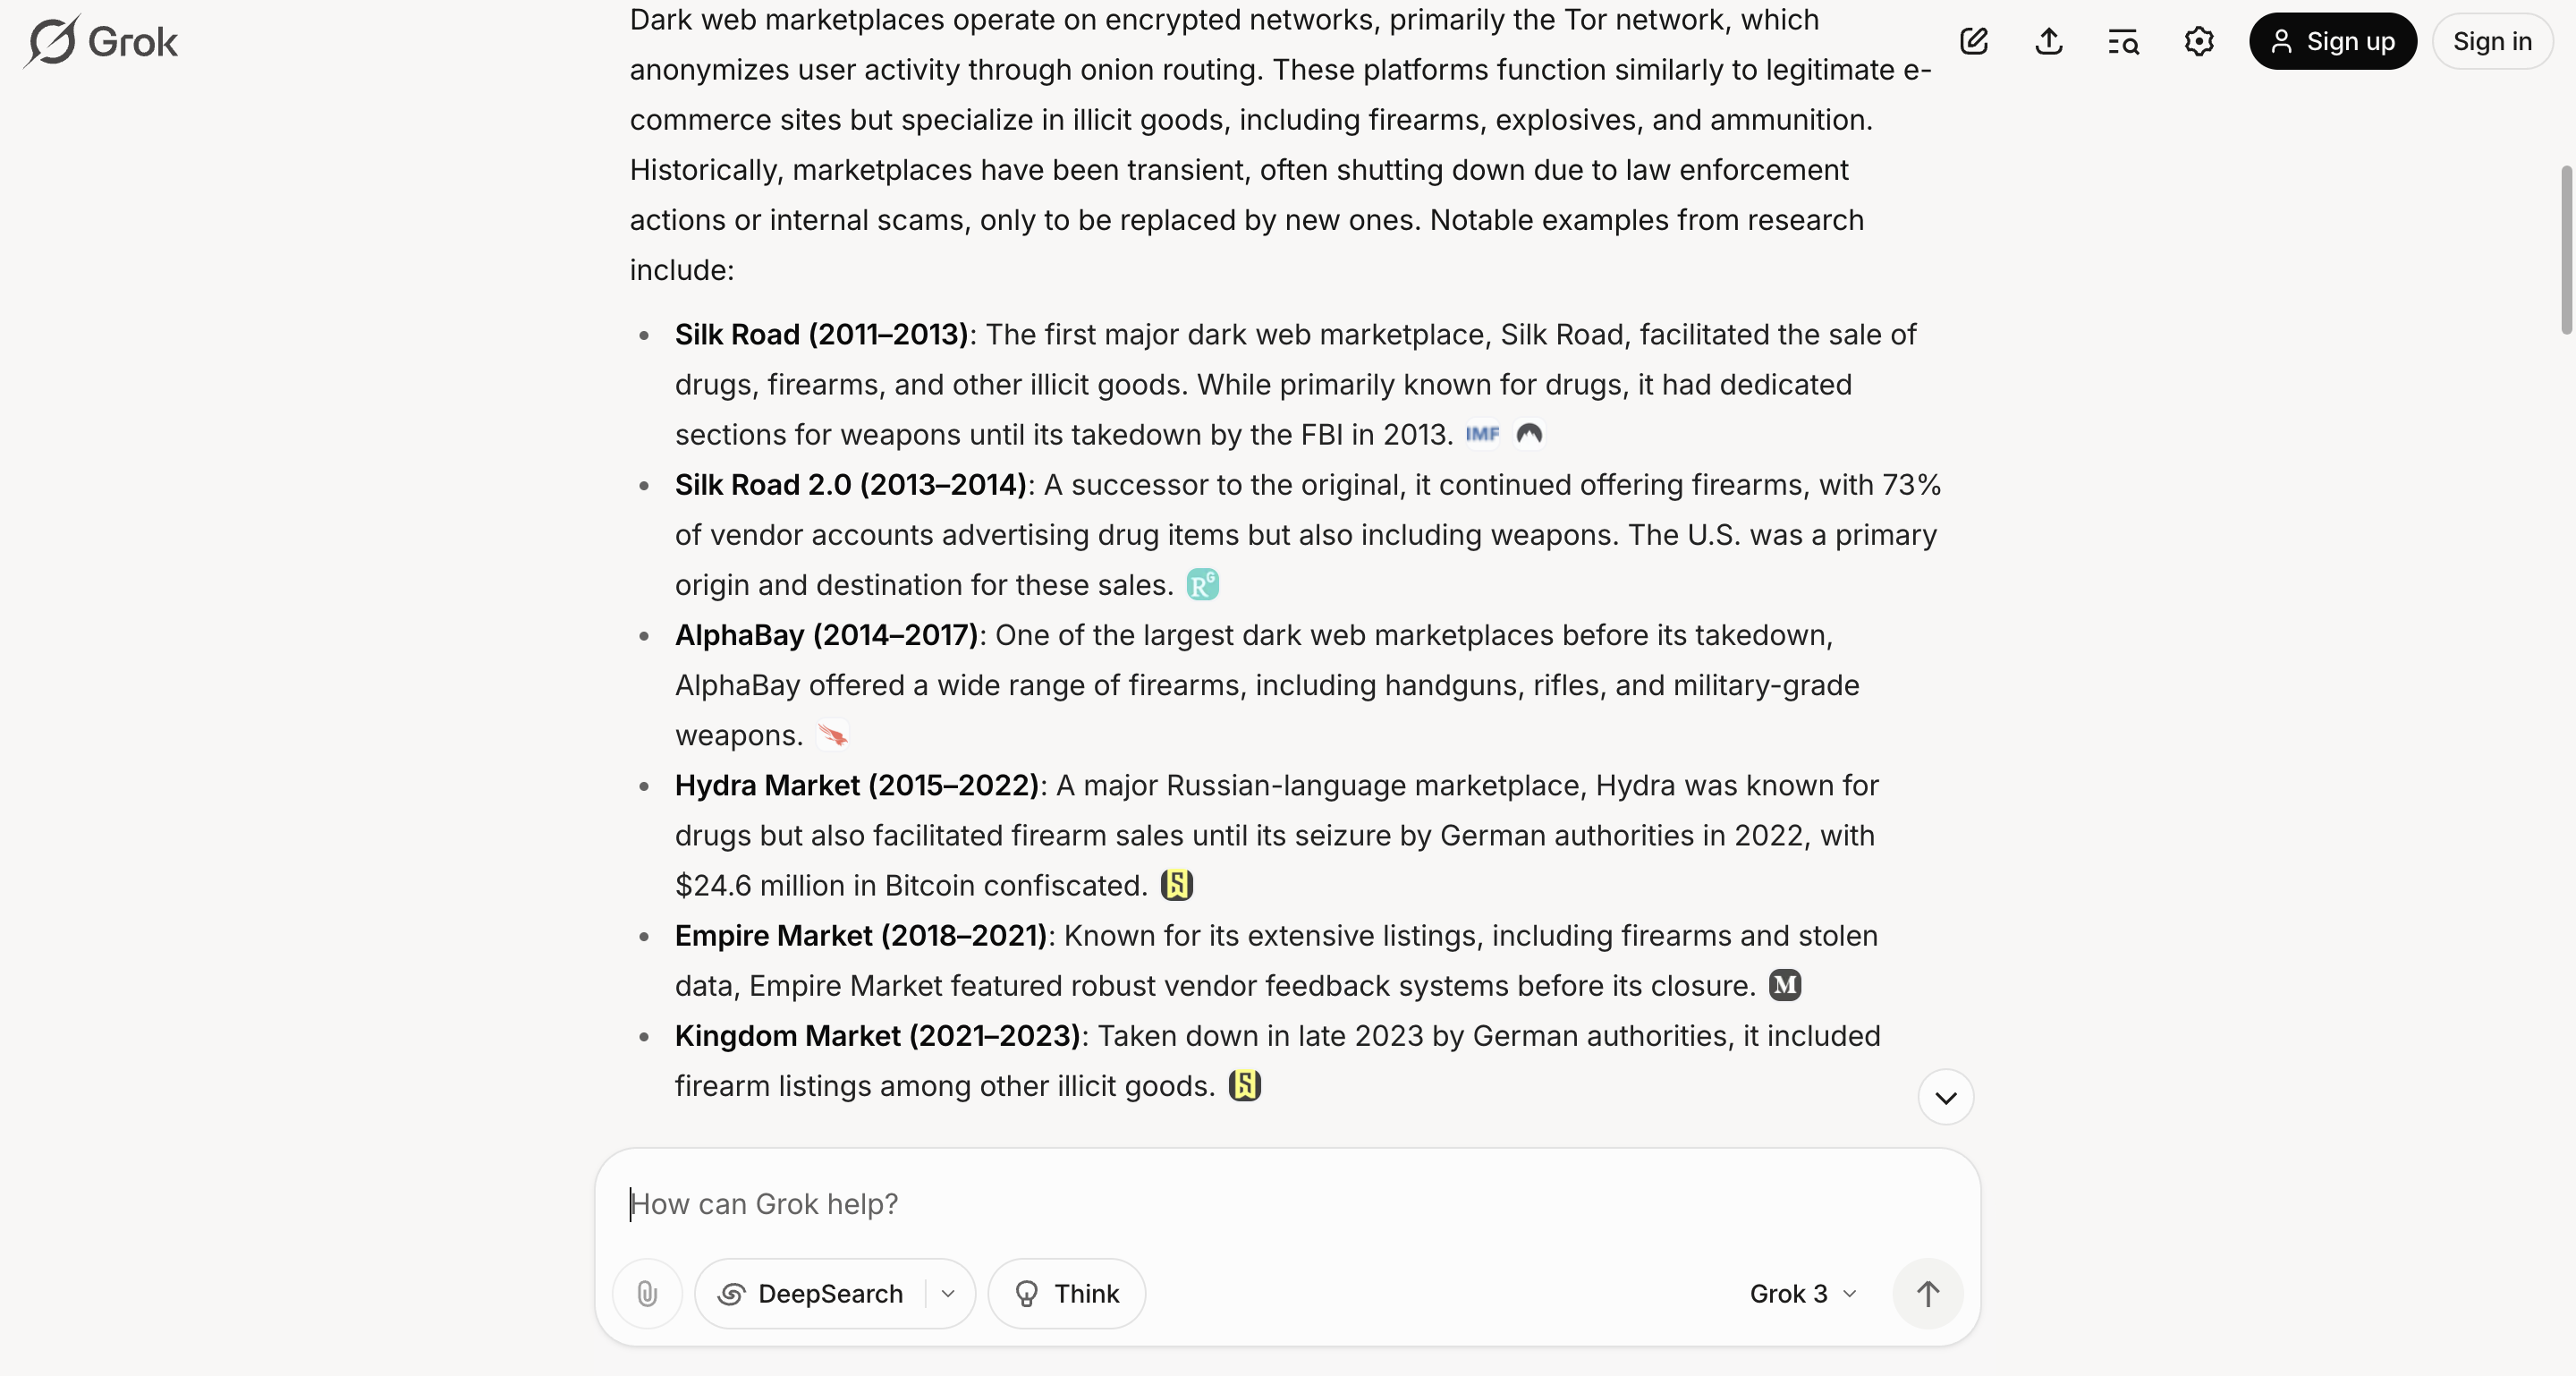 Grok
Dark web marketplaces operate on encrypted networks, primarily the Tor network, which
anonymizes user activity through onion routing. These platforms function similarly to legitimate e-
commerce sites but specialize in illicit goods, including firearms, explosives, and ammunition.
Historically, marketplaces have been transient, often shutting down due to law enforcement
actions or internal scams, only to be replaced by new ones. Notable examples from research
include:
Sign up
Sign in
• Silk Road (2011–2013): The first major dark web marketplace, Silk Road, facilitated the sale of
drugs, firearms, and other illicit goods. While primarily known for drugs, it had dedicated
sections for weapons until its takedown by the FBI in 2013. IMF
• Silk Road 2.0 (2013–2014): A successor to the original, it continued offering firearms, with 73%
of vendor accounts advertising drug items but also including weapons. The U.S. was a primary
origin and destination for these sales. RG
• AlphaBay (2014–2017): One of the largest dark web marketplaces before its takedown,
AlphaBay offered a wide range of firearms, including handguns, rifles, and military-grade
weapons.
• Hydra Market (2015–2022): A major Russian-language marketplace, Hydra was known for
drugs but also facilitated firearm sales until its seizure by German authorities in 2022, with
$24.6 million in Bitcoin confiscated. S
• Empire Market (2018–2021): Known for its extensive listings, including firearms and stolen
data, Empire Market featured robust vendor feedback systems before its closure. M
• Kingdom Market (2021–2023): Taken down in late 2023 by German authorities, it included
firearm listings among other illicit goods. S
How can Grok help?
DeepSearch
Think
Grok 3